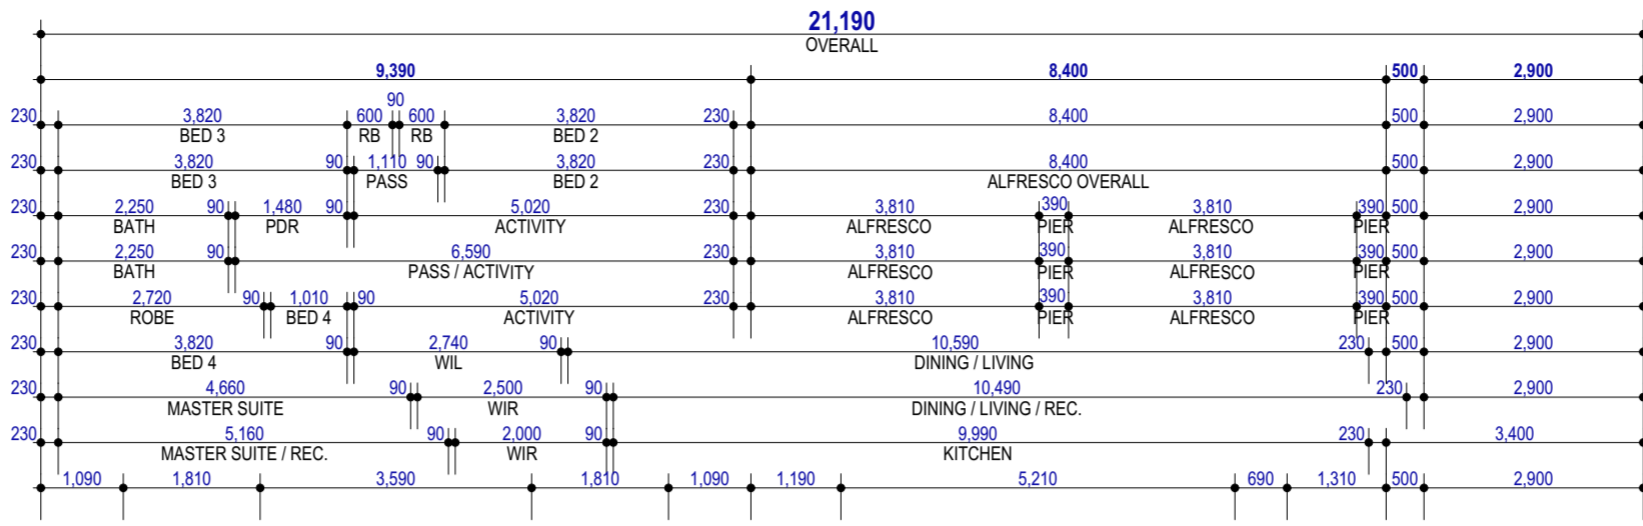 21,190
OVERALL
9,390 8,400 500 2,900
90
230 3,820 600 600 3,820 230 8,400 500 2,900
BED 3 RB RB BED 2
230 3,820 90 1,110 90 3,820 230 8,400 500 2,900
BED 3 PASS BED 2 ALFRESCO OVERALL
230 2,250 90 1,480 90 5,020 230 3,810 390 3,810 390 500 2,900
BATH PDR ACTIVITY ALFRESCO PIER ALFRESCO PIER
230 2,250 90 6,590 230 3,810 390 3,810 390 500 2,900
BATH PASS / ACTIVITY ALFRESCO PIER ALFRESCO PIER
230 2,720 90 1,010 90 5,020 230 3,810 390 3,810 390 500 2,900
ROBE BED 4 ACTIVITY ALFRESCO PIER ALFRESCO PIER
230 3,820 90 2,740 90 10,590 230 500 2,900
BED 4 WIL DINING / LIVING
230 4,660 90 2,500 90 10,490 230 2,900
MASTER SUITE WIR DINING / LIVING / REC.
230 5,160 90 2,000 90 9,990 230 3,400
MASTER SUITE / REC. WIR KITCHEN
1,090 1,810 3,590 1,810 1,090 1,190 5,210 690 1,310 500 2,900